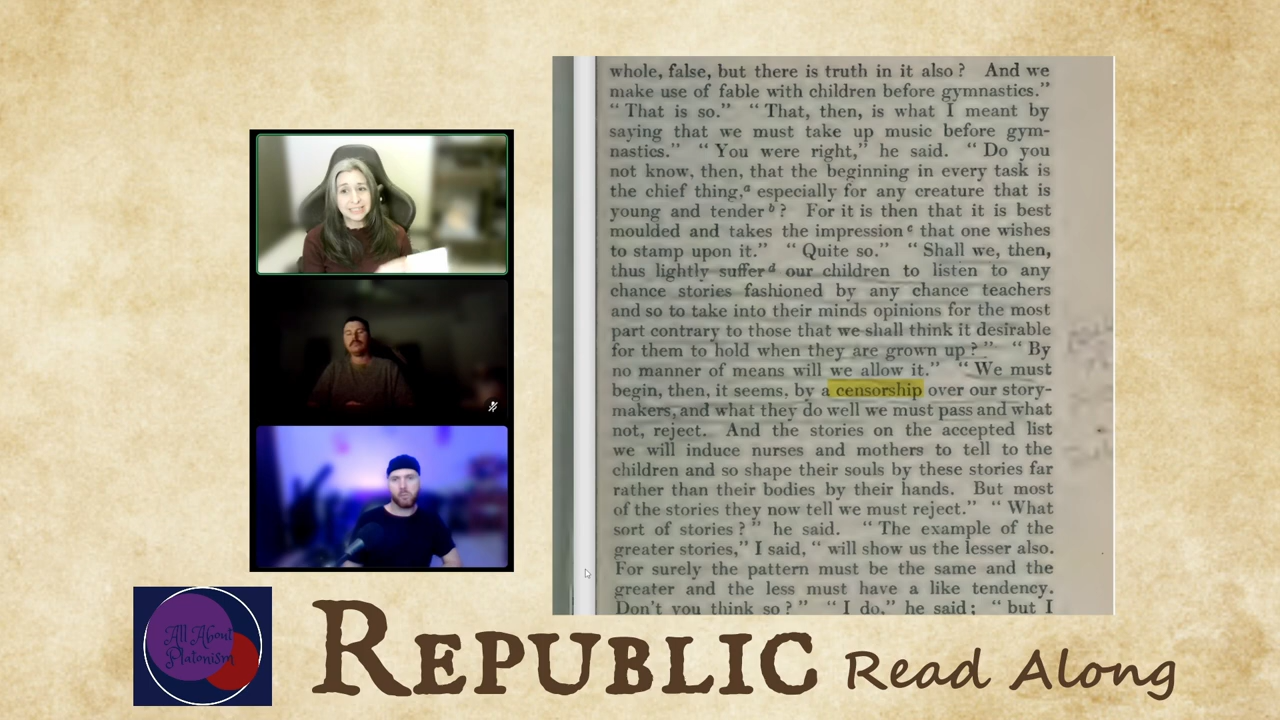 whole, false, but there is truth in it also ? And we
make use of fable with children before gymnastics.”
“ That is so.” “ That, then, is what I meant by
saying that we must take up music before gym-
nastics.” “ You were right,” he said. “ Do you
not know, then, that the beginning in every task is
the chief thing,ᵃ especially for any creature that is
young and tender ᵇ ? For it is then that it is best
moulded and takes the impression ᶜ that one wishes
to stamp upon it.” “ Quite so.” “ Shall we, then,
thus lightly suffer ᵈ our children to listen to any
chance stories fashioned by any chance teachers
and so to take into their minds opinions for the most
part contrary to those that we shall think it desirable
for them to hold when they are grown up ? ” “ By
no manner of means will we allow it.” “ We must
begin, then, it seems, by a censorship over our story-
makers, and what they do well we must pass and what
not, reject. And the stories on the accepted list
we will induce nurses and mothers to tell to the
children and so shape their souls by these stories far
rather than their bodies by their hands. But most
of the stories they now tell we must reject.” “ What
sort of stories ? ” he said. “ The example of the
greater stories,” I said, “ will show us the lesser also.
For surely the pattern must be the same and the
greater and the less must have a like tendency.
Don't you think so ? ” “ I do,” he said ; “ but I
All About
Platonism
REPUBLIC Read Along